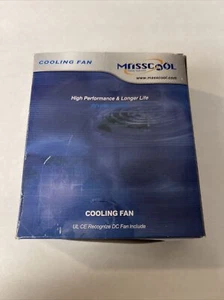 COOLING FAN
MASSCOOL
www.masscool.com
High Performance & Longer Life
COOLING FAN
UL CE Recognize DC Fan Include